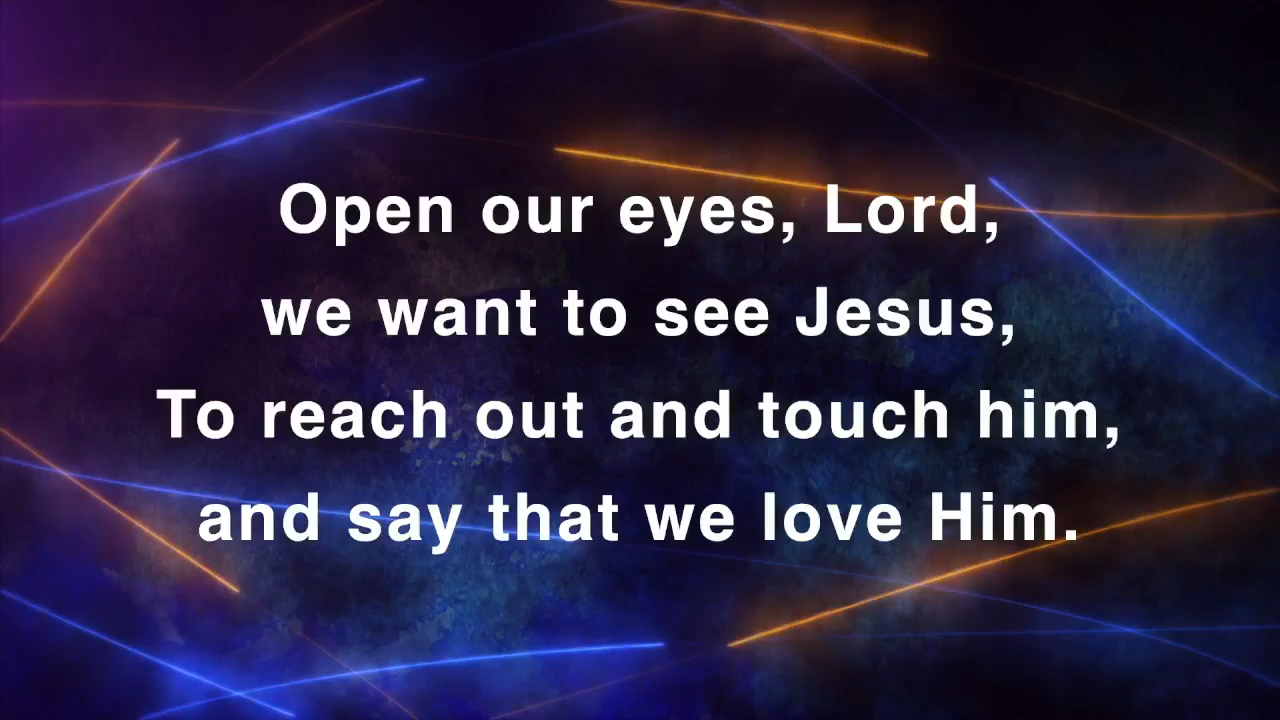 Open our eyes, Lord,
we want to see Jesus,
To reach out and touch him,
and say that we love Him.